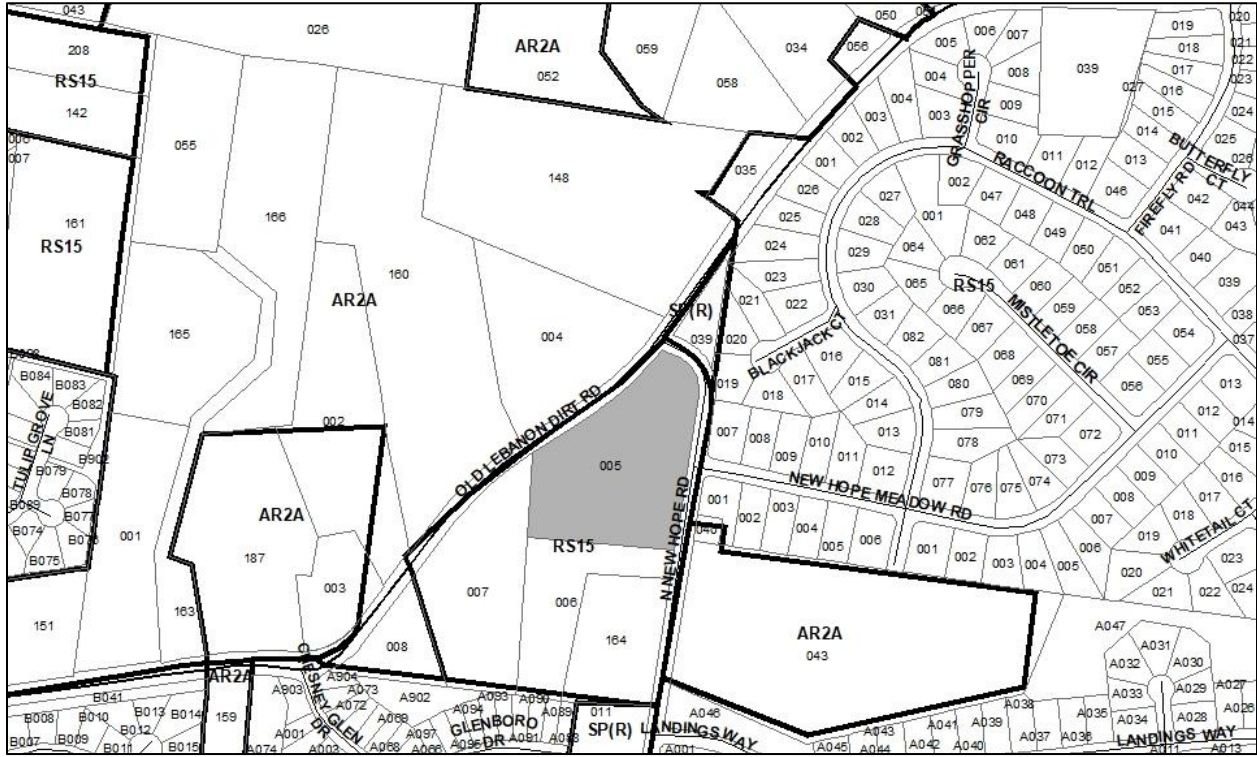 043
026
208
RS15
142
007
161
RS15
055
166
165
160
AR2A
AR2A
052
059
058
034
050
056
148
035
004
002
SP(R)
039
020
019
005
RS15
OLD LEBANON DIRT RD
N NEW HOPE RD
B084
B083
B082
B081
B902
B079
B078
B077
B089
B074
B075
TULIP GROVE
LN
001
AR2A
187
003
163
151
007
006
164
008
AR2A
159
B041
B008
B010
B013
B014
B012
B007
B009
B011
B015
CHESNEY GLEN
DR
A904
A903
A073
A072
A902
A069
A001
A003
A074
A068
A097
A066
A093
A094
A095
A090
A089
A091
A088
GLENBORO
DR
011
SP(R)
LANDINGS WAY
A046
A001
040
AR2A
043
005
006
007
004
008
003
009
010
GRASSHOPPER
CIR
039
019
018
017
016
027
015
014
013
011
012
046
020
021
022
023
024
025
026
BUTTERFLY
CT
FIREFLY RD
RACCOON TRL
004
003
002
001
026
025
024
023
022
021
027
028
029
030
031
002
001
047
048
049
050
051
052
053
054
055
056
057
058
059
060
061
062
064
065
066
067
068
069
070
071
072
073
074
075
076
077
078
079
080
081
082
RS15
MISTLETOE CIR
BLACKJACK CT
016
017
018
015
014
013
012
011
010
009
008
007
NEW HOPE MEADOW RD
001
002
003
004
005
006
001
002
003
004
005
006
007
008
009
010
011
012
013
014
015
016
017
018
019
020
021
022
023
024
WHITETAIL CT
041
042
043
044
040
039
038
037
A047
A031
A032
A030
A033
A029
A034
A028
A027
A026
A038
A035
A036
A037
A039
A040
A041
A042
A043
A044
A045
LANDINGS WAY
A011
A013